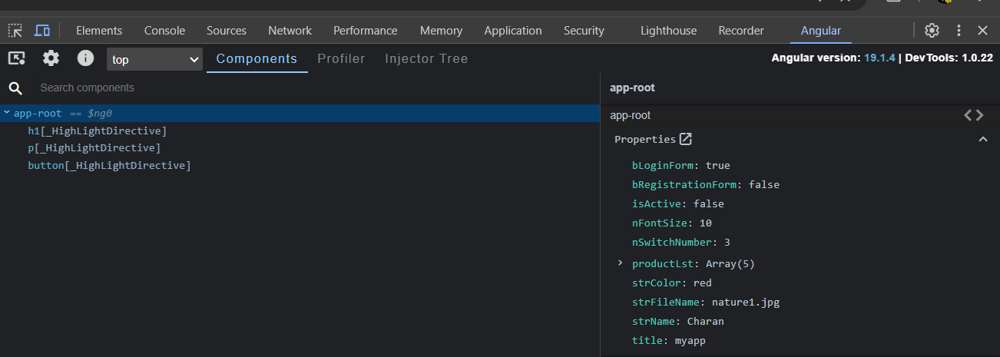 Elements Console Sources Network Performance Memory Application Security Lighthouse Recorder Angular
top Components Profiler Injector Tree Angular version: 19.1.4 | DevTools: 1.0.22
Search components
app-root == $ng0
h1[_HighLightDirective]
p[_HighLightDirective]
button[_HighLightDirective]
app-root
app-root
Properties
bLoginForm: true
bRegistrationForm: false
isActive: false
nFontSize: 10
nSwitchNumber: 3
productLst: Array(5)
strColor: red
strFileName: nature1.jpg
strName: Charan
title: myapp